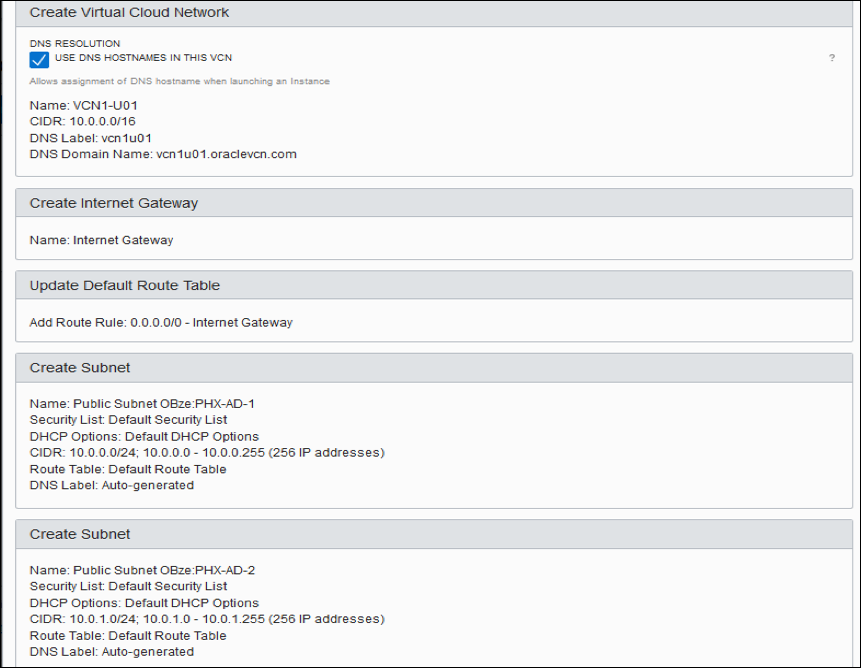 Create Virtual Cloud Network
DNS RESOLUTION
USE DNS HOSTNAMES IN THIS VCN
?
Allows assignment of DNS hostname when launching an Instance
Name: VCN1-U01
CIDR: 10.0.0.0/16
DNS Label: vcn1u01
DNS Domain Name: vcn1u01.oraclevcn.com
Create Internet Gateway
Name: Internet Gateway
Update Default Route Table
Add Route Rule: 0.0.0.0/0 - Internet Gateway
Create Subnet
Name: Public Subnet OBze:PHX-AD-1
Security List: Default Security List
DHCP Options: Default DHCP Options
CIDR: 10.0.0.0/24; 10.0.0.0 - 10.0.0.255 (256 IP addresses)
Route Table: Default Route Table
DNS Label: Auto-generated
Create Subnet
Name: Public Subnet OBze:PHX-AD-2
Security List: Default Security List
DHCP Options: Default DHCP Options
CIDR: 10.0.1.0/24; 10.0.1.0 - 10.0.1.255 (256 IP addresses)
Route Table: Default Route Table
DNS Label: Auto-generated